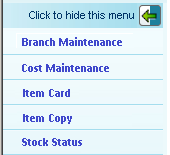 Click to hide this menu
Branch Maintenance
Cost Maintenance
Item Card
Item Copy
Stock Status